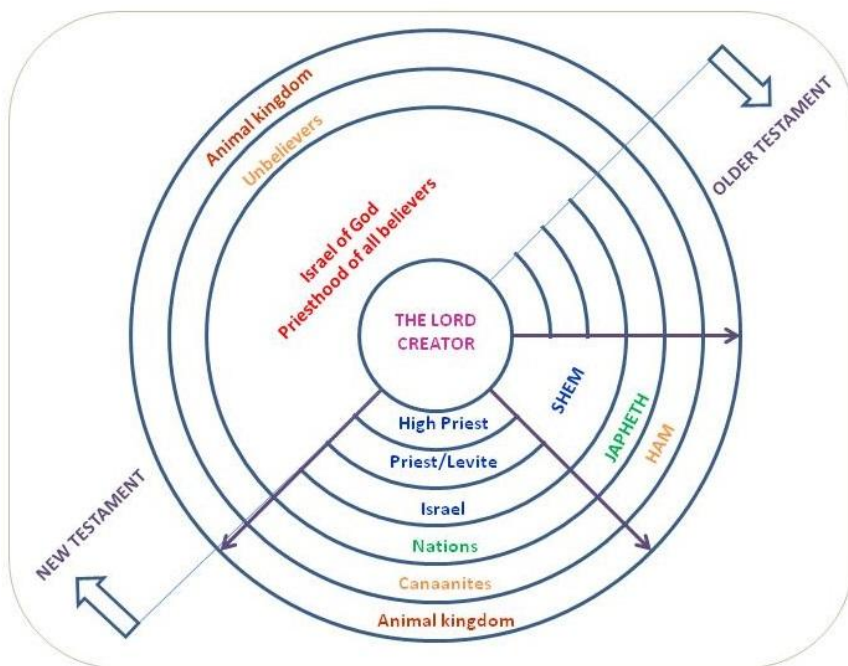 Animal kingdom
Unbelievers
Israel of God
Priesthood of all believers
OLDER TESTAMENT
THE LORD
CREATOR
SHEM
JAPHETH
HAM
High Priest
Priest/Levite
Israel
Nations
Canaanites
Animal kingdom
NEW TESTAMENT